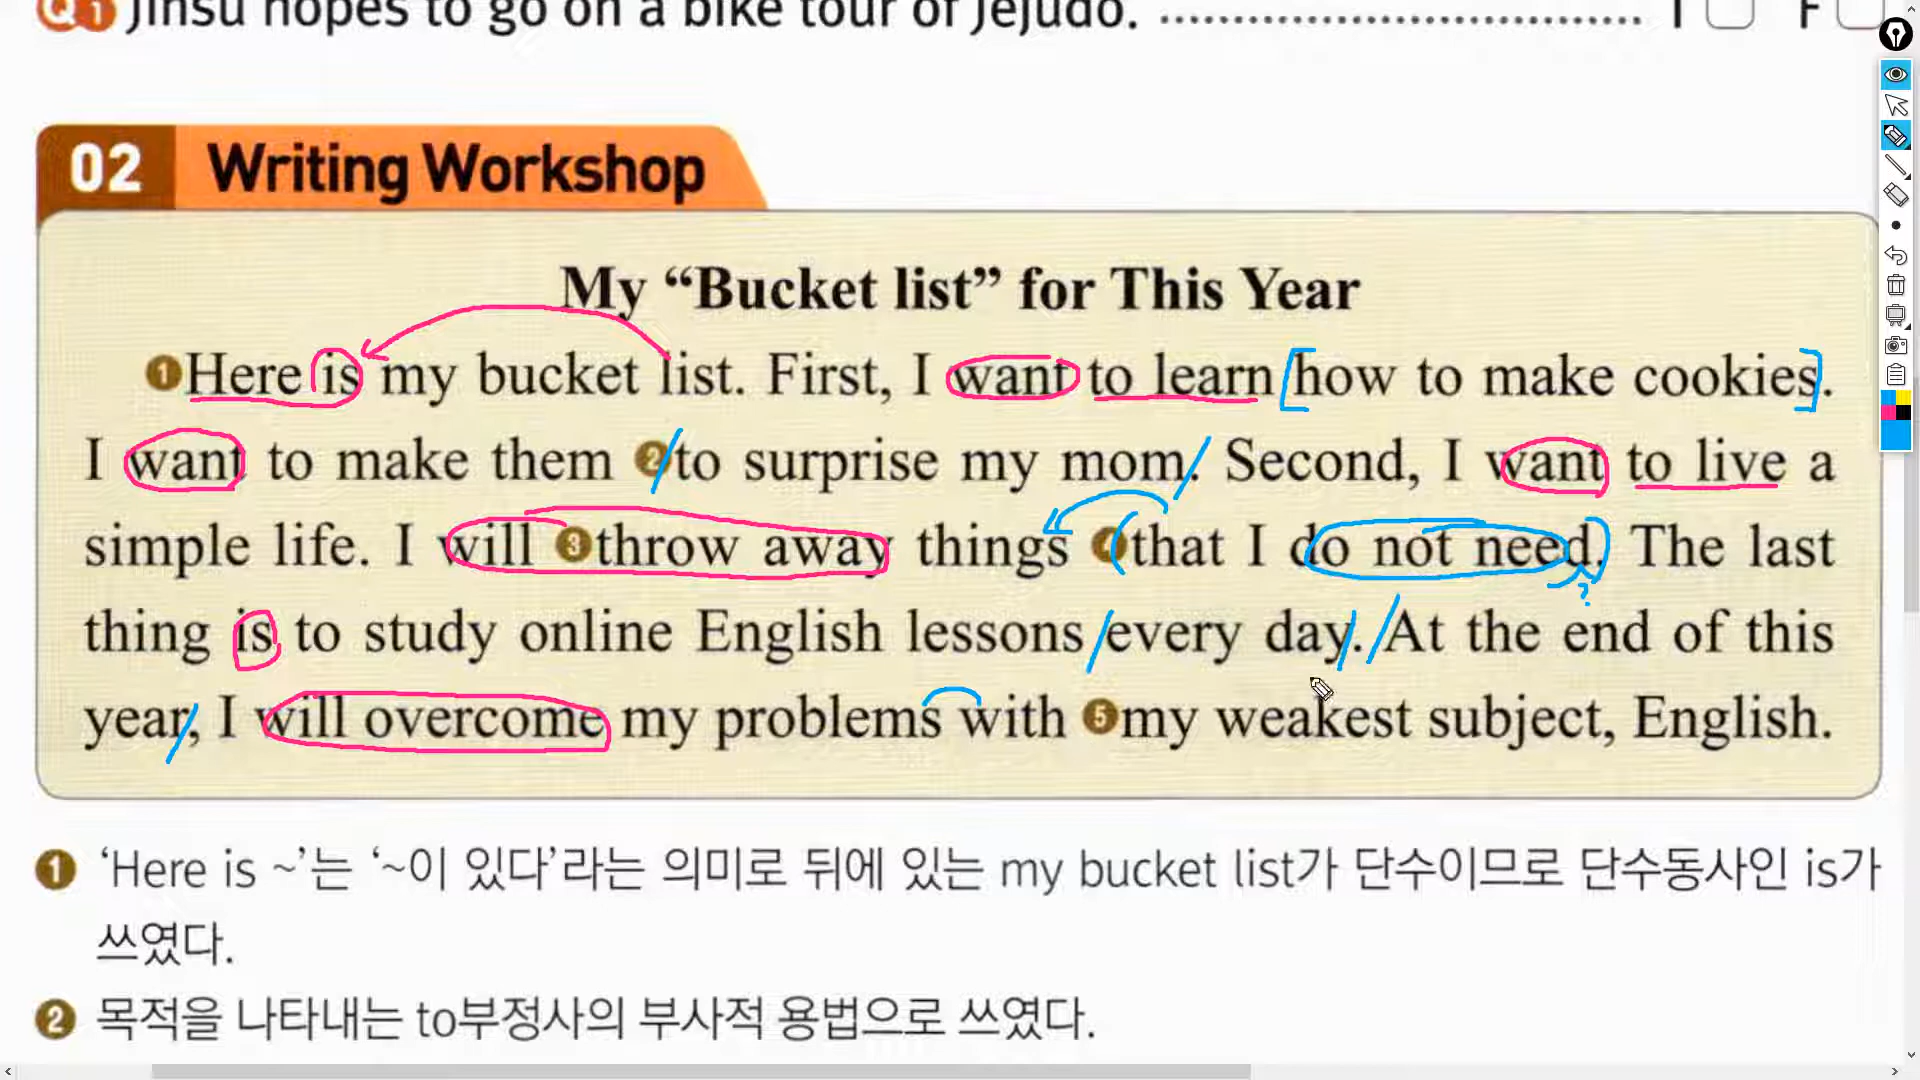 Q1 Jinsu hopes to go on a bike tour of Jejudo. ........................................ T F
02 Writing Workshop
My “Bucket list” for This Year
❶Here is my bucket list. First, I want to learn how to make cookies.
I want to make them ❷to surprise my mom. Second, I want to live a
simple life. I will ❸throw away things ❹that I do not need. The last
thing is to study online English lessons every day. At the end of this
year, I will overcome my problems with ❺my weakest subject, English.
❶ ‘Here is ~’는 ‘~이 있다’라는 의미로 뒤에 있는 my bucket list가 단수이므로 단수동사인 is가
쓰였다.
❷ 목적을 나타내는 to부정사의 부사적 용법으로 쓰였다.